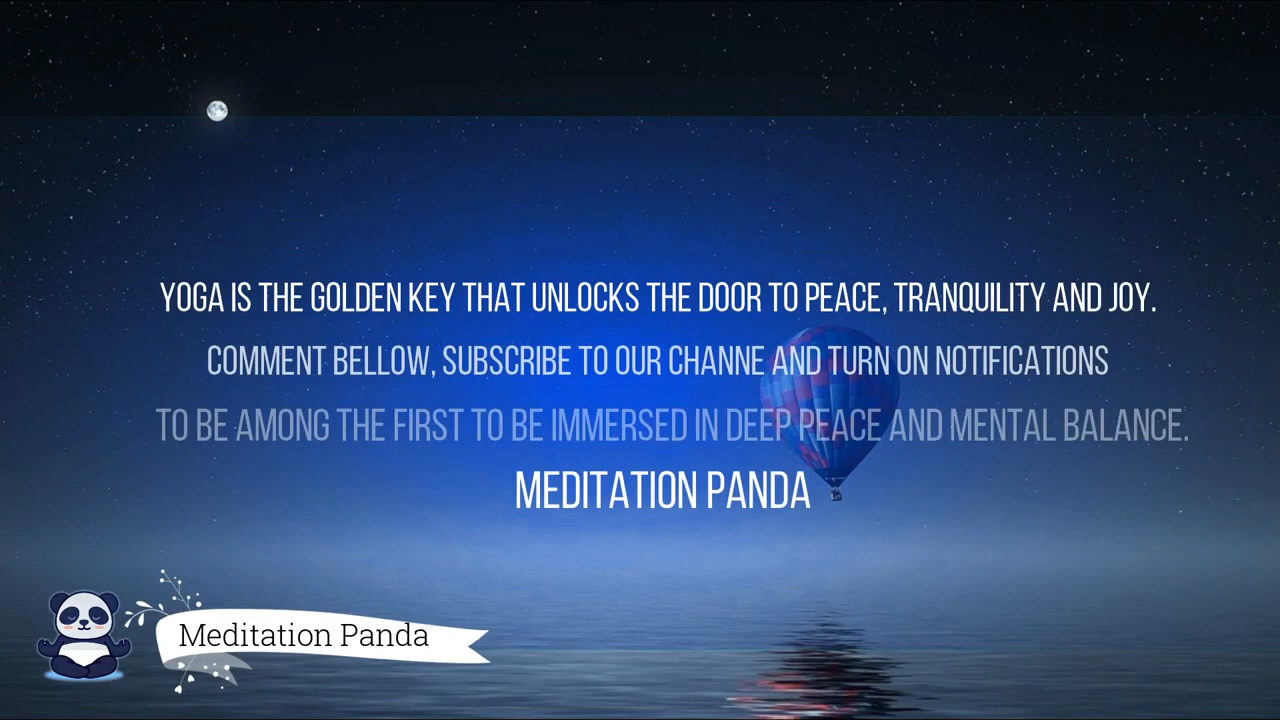 YOGA IS THE GOLDEN KEY THAT UNLOCKS THE DOOR TO PEACE, TRANQUILITY AND JOY.
COMMENT BELLOW, SUBSCRIBE TO OUR CHANNE AND TURN ON NOTIFICATIONS
TO BE AMONG THE FIRST TO BE IMMERSED IN DEEP PEACE AND MENTAL BALANCE.
MEDITATION PANDA
Meditation Panda